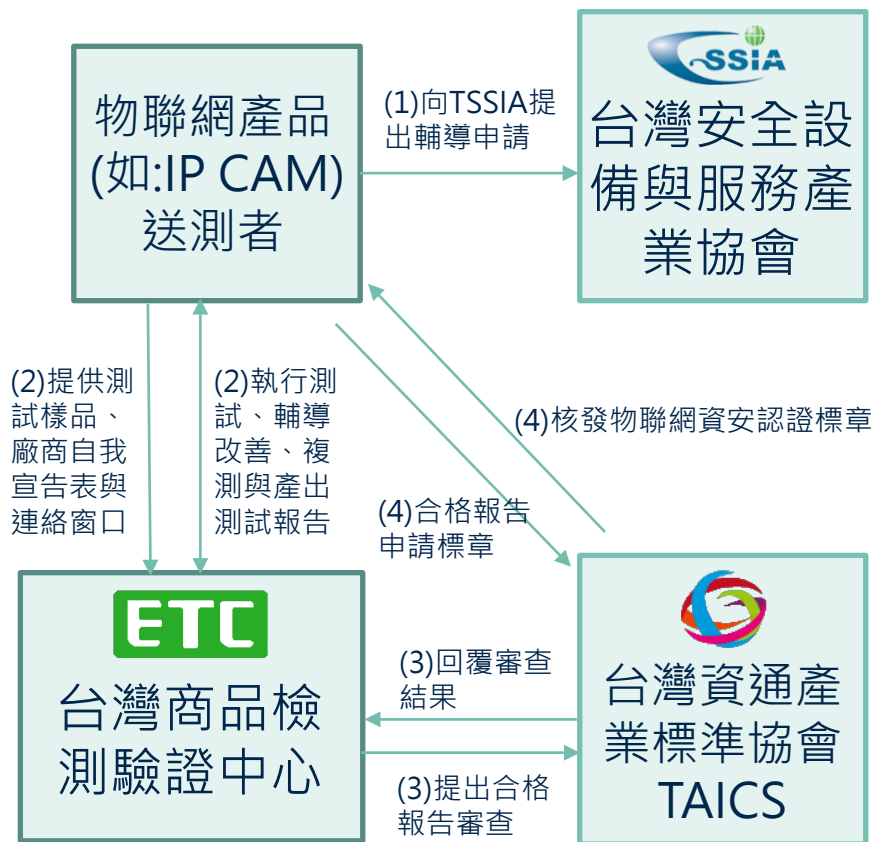 物聯網產品
(如:IP CAM)
送測者
(1)向TSSIA提
出輔導申請
SSIA
台灣安全設
備與服務產
業協會
(2)提供測
試樣品、
廠商自我
宣告表與
連絡窗口
(2)執行測
試、輔導
改善、複
測與產出
測試報告
(4)核發物聯網資安認證標章
(4)合格報告
申請標章
ETC
台灣商品檢
測驗證中心
(3)回覆審查
結果
(3)提出合格
報告審查
台灣資通產
業標準協會
TAICS